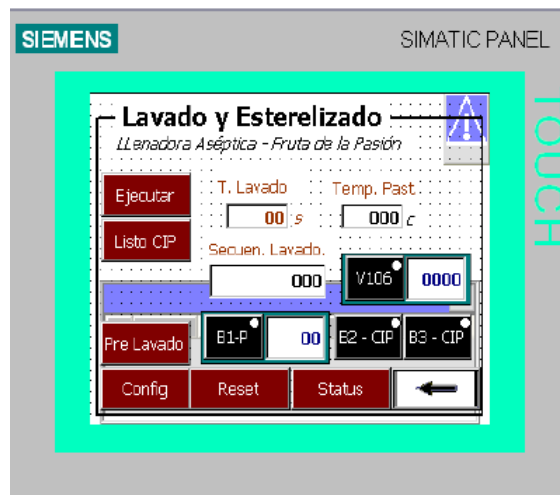 SIEMENS
SIMATIC PANEL
TOUCH
Lavado y Esterelizado
LLenadora Aséptica - Fruta de la Pasión
Ejecutar
T. Lavado
Temp. Past
00 s
000 c
Listo CIP
Secuen. Lavado.
000
V106
0000
Pre Lavado
B1-P
00
B2 - CIP
B3 - CIP
Config
Reset
Status